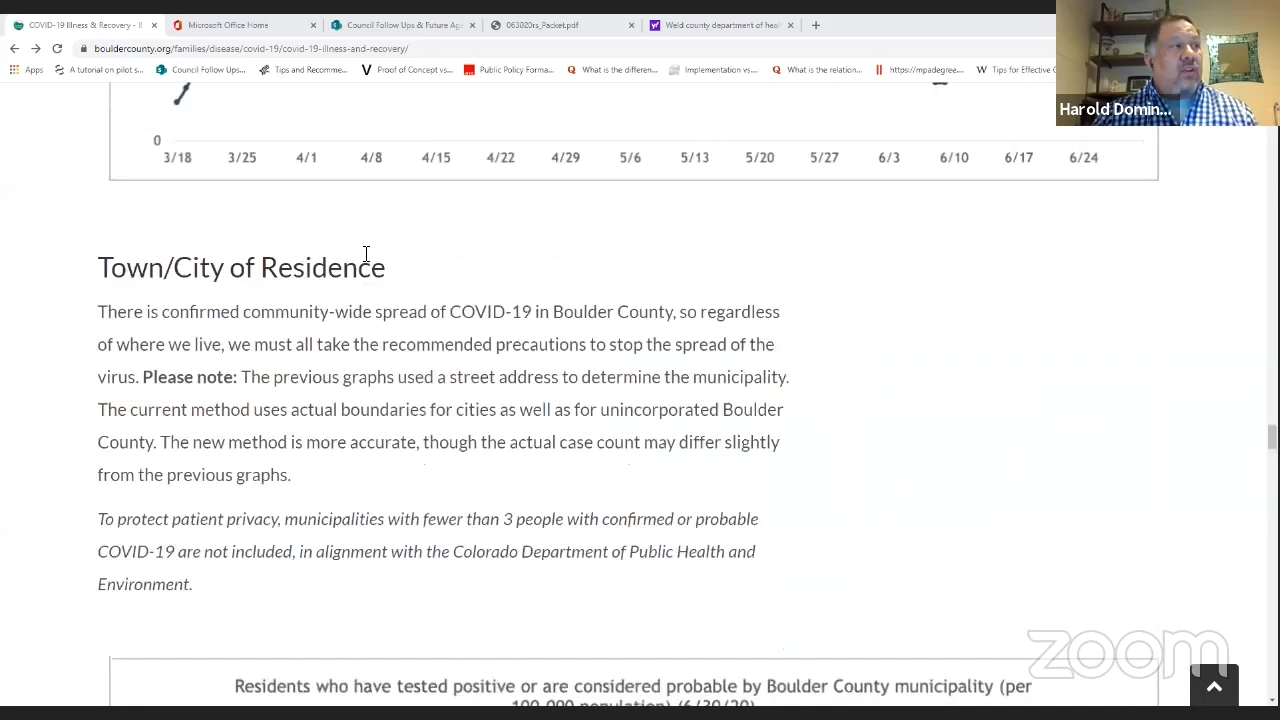 COVID-19 Illness & Recovery - B
Microsoft Office Home
Council Follow Ups & Future Ag
063020rs_Packet.pdf
Weld county department of heal
bouldercounty.org/families/disease/covid-19/covid-19-illness-and-recovery/
Apps
A tutorial on pilot s...
Council Follow Ups...
Tips and Recomme...
Proof of Concept vs...
Public Policy Forma...
What is the differen...
Implementation vs...
What is the relation...
https://mpadegree...
Tips for Effective C
Harold Domin...
0
3/18 3/25 4/1 4/8 4/15 4/22 4/29 5/6 5/13 5/20 5/27 6/3 6/10 6/17 6/24
Town/City of Residence
There is confirmed community-wide spread of COVID-19 in Boulder County, so regardless
of where we live, we must all take the recommended precautions to stop the spread of the
virus. Please note: The previous graphs used a street address to determine the municipality.
The current method uses actual boundaries for cities as well as for unincorporated Boulder
County. The new method is more accurate, though the actual case count may differ slightly
from the previous graphs.
To protect patient privacy, municipalities with fewer than 3 people with confirmed or probable
COVID-19 are not included, in alignment with the Colorado Department of Public Health and
Environment.
zoom
Residents who have tested positive or are considered probable by Boulder County municipality (per
100,000 population) (6/30/20)